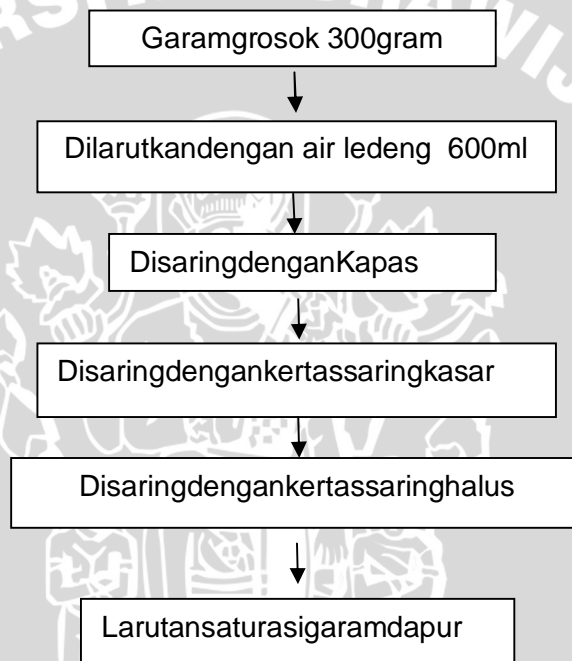 Garamgrosok 300gram
Dilarutkandengan air ledeng 600ml
DisaringdenganKapas
Disaringdengankertassaringkasar
Disaringdengankertassaringhalus
Larutansaturasigaramdapur